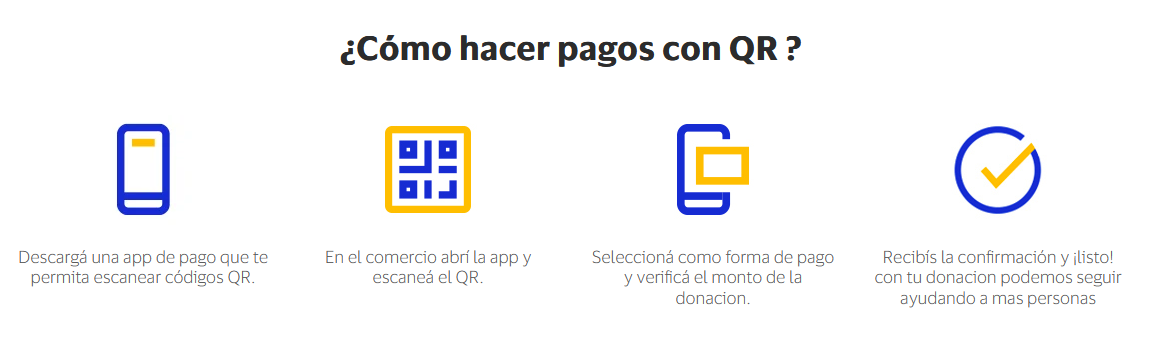 ¿Cómo hacer pagos con QR ?
Descargá una app de pago que te
permita escanear códigos QR.
En el comercio abrí la app y
escaneá el QR.
Seleccioná como forma de pago
y verificá el monto de la
donacion.
Recibís la confirmación y ¡listo!
con tu donacion podemos seguir
ayudando a mas personas